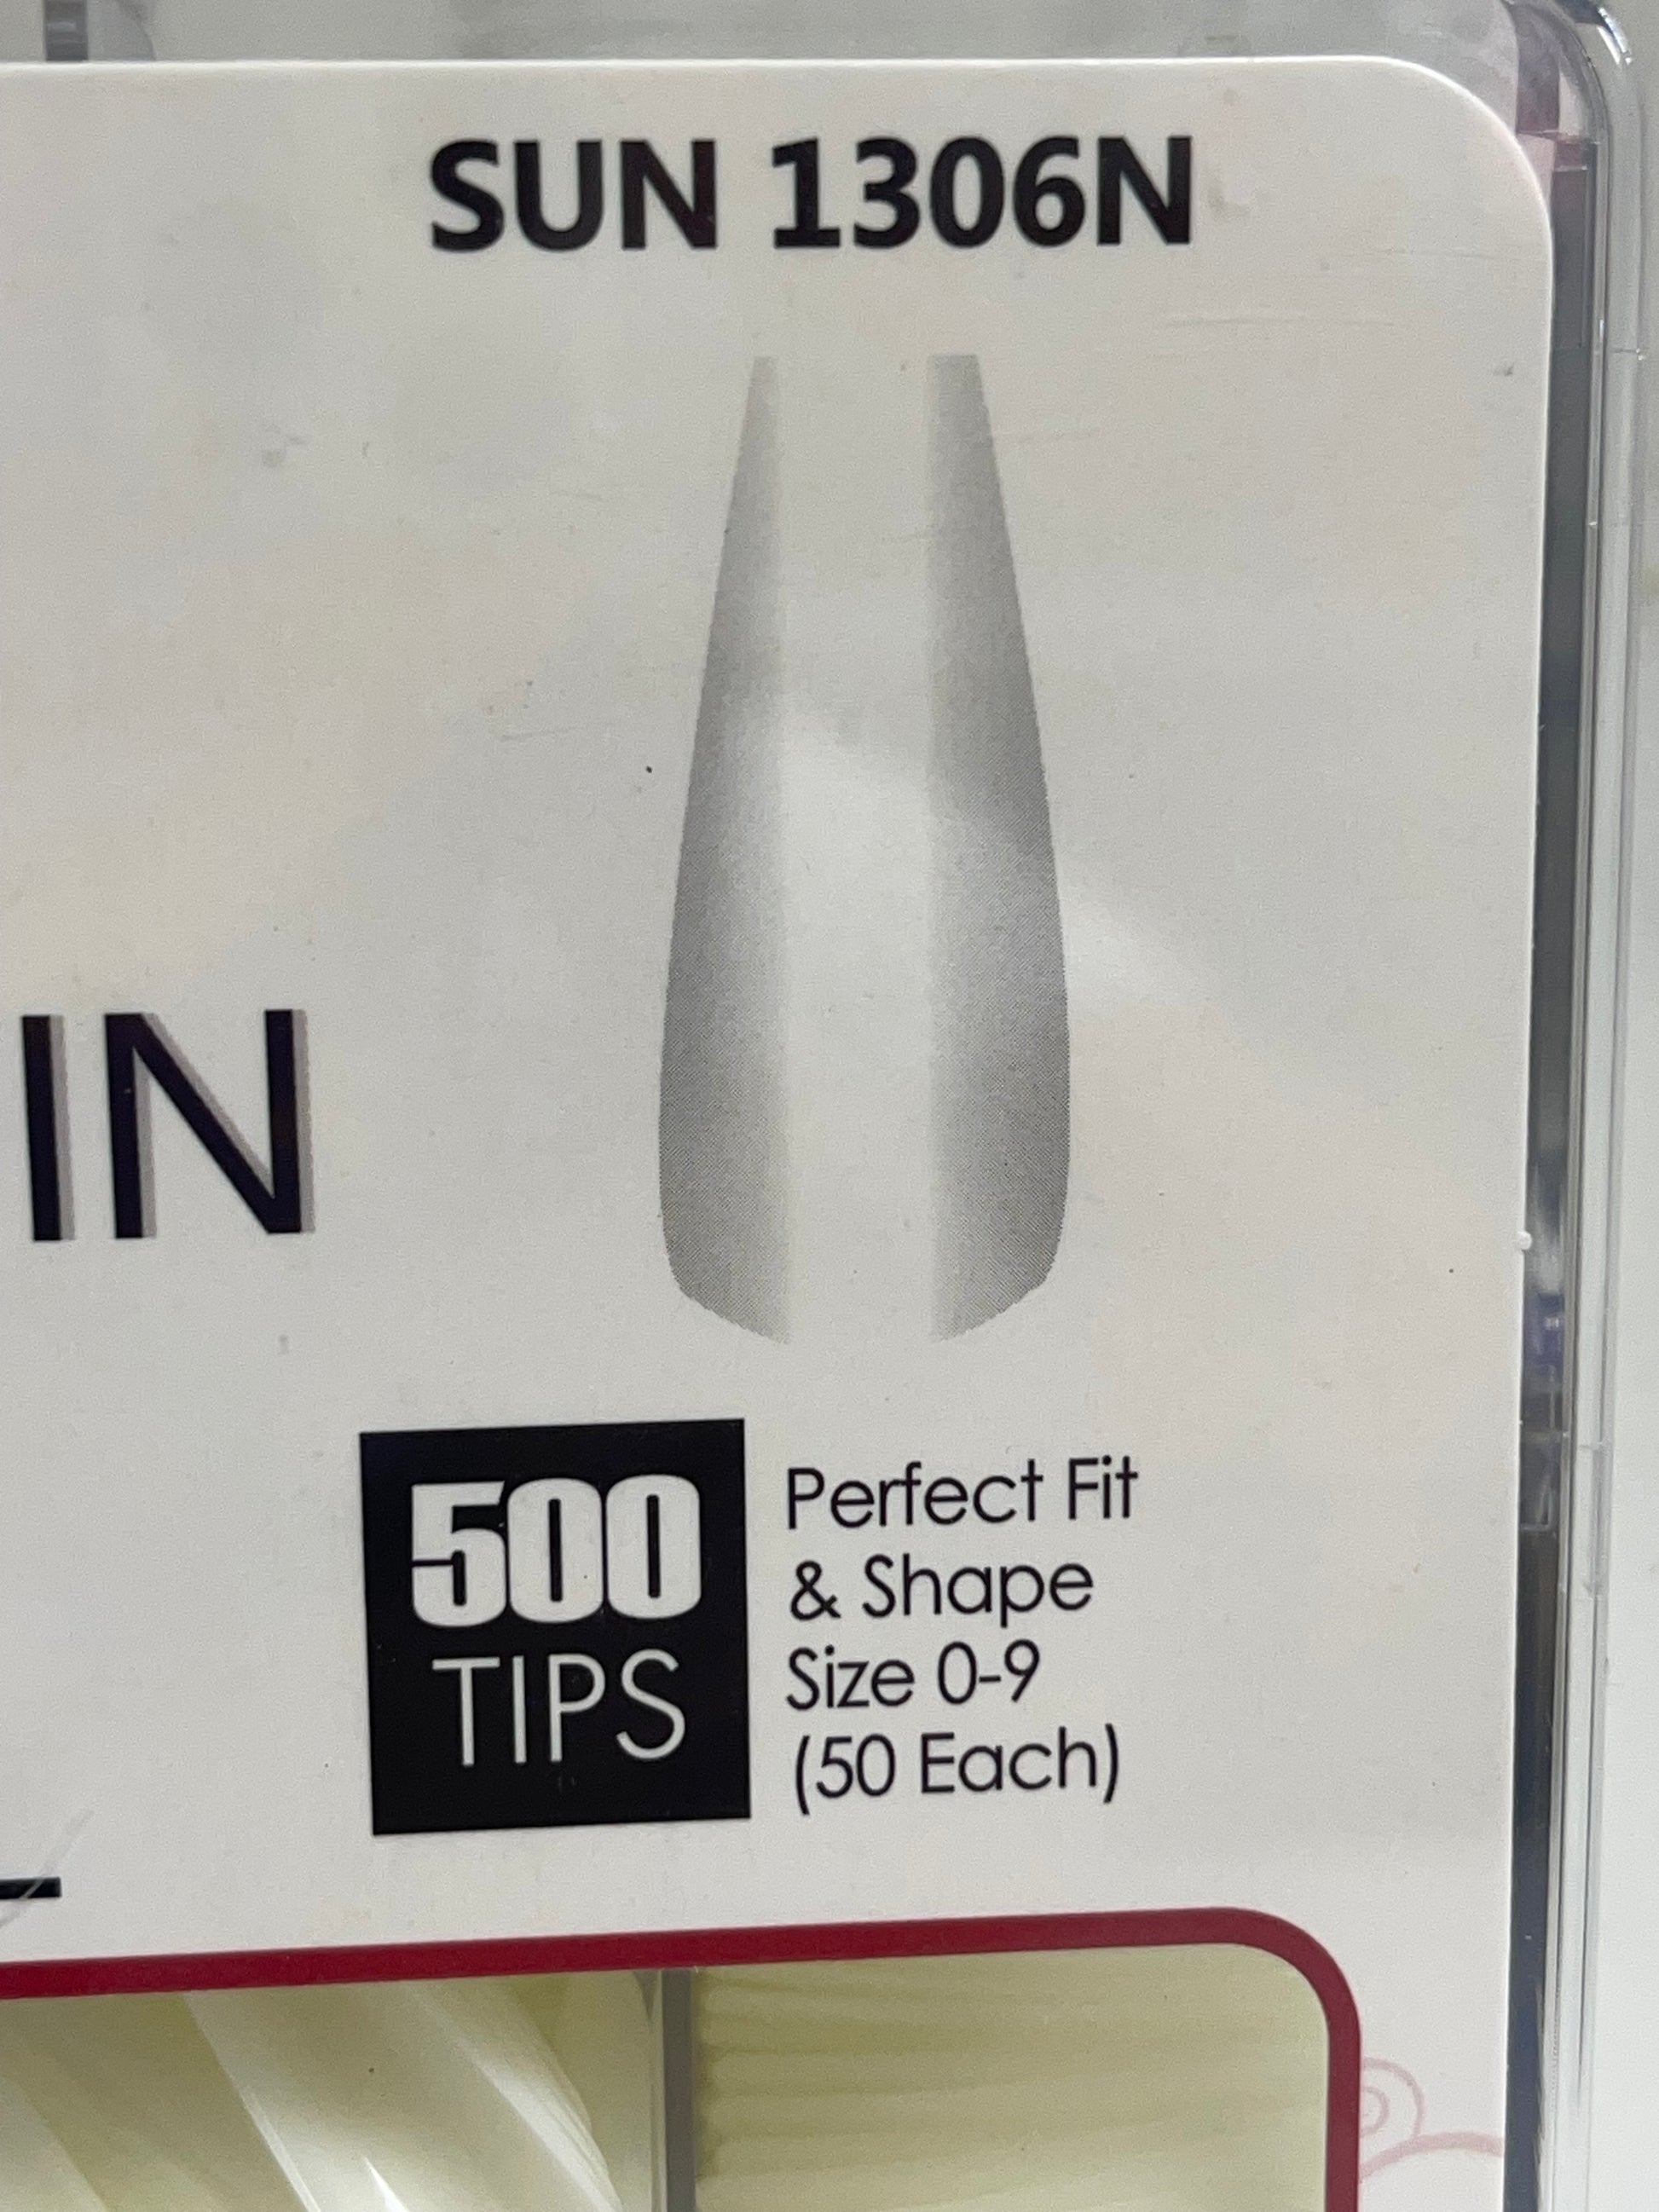 SUN 1306N
IN
500
TIPS
Perfect Fit
& Shape
Size 0-9
(50 Each)